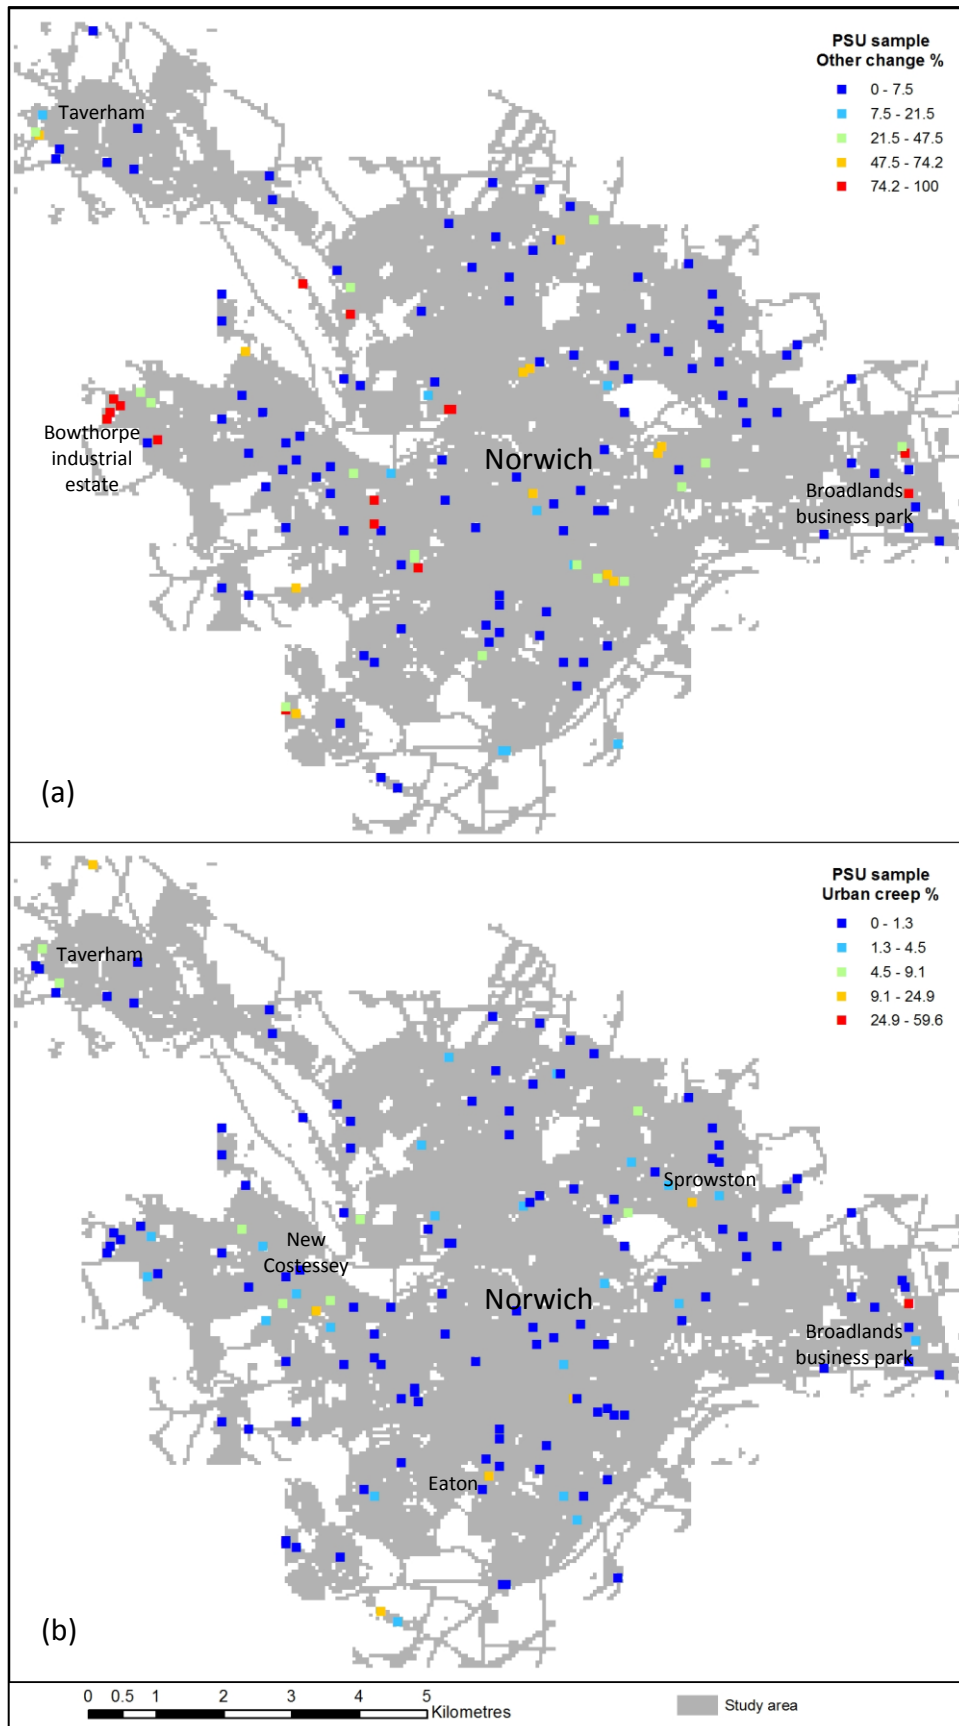 PSU sample
Other change %
0 - 7.5
7.5 - 21.5
21.5 - 47.5
47.5 - 74.2
74.2 - 100
Taverham
Bowthorpe
industrial
estate
Norwich
Broadlands
business park
(a)
PSU sample
Urban creep %
0 - 1.3
1.3 - 4.5
4.5 - 9.1
9.1 - 24.9
24.9 - 59.6
Taverham
Sprowston
New
Costessey
Norwich
Broadlands
business park
Eaton
(b)
0 0.5 1 2 3 4 5
Kilometres
Study area